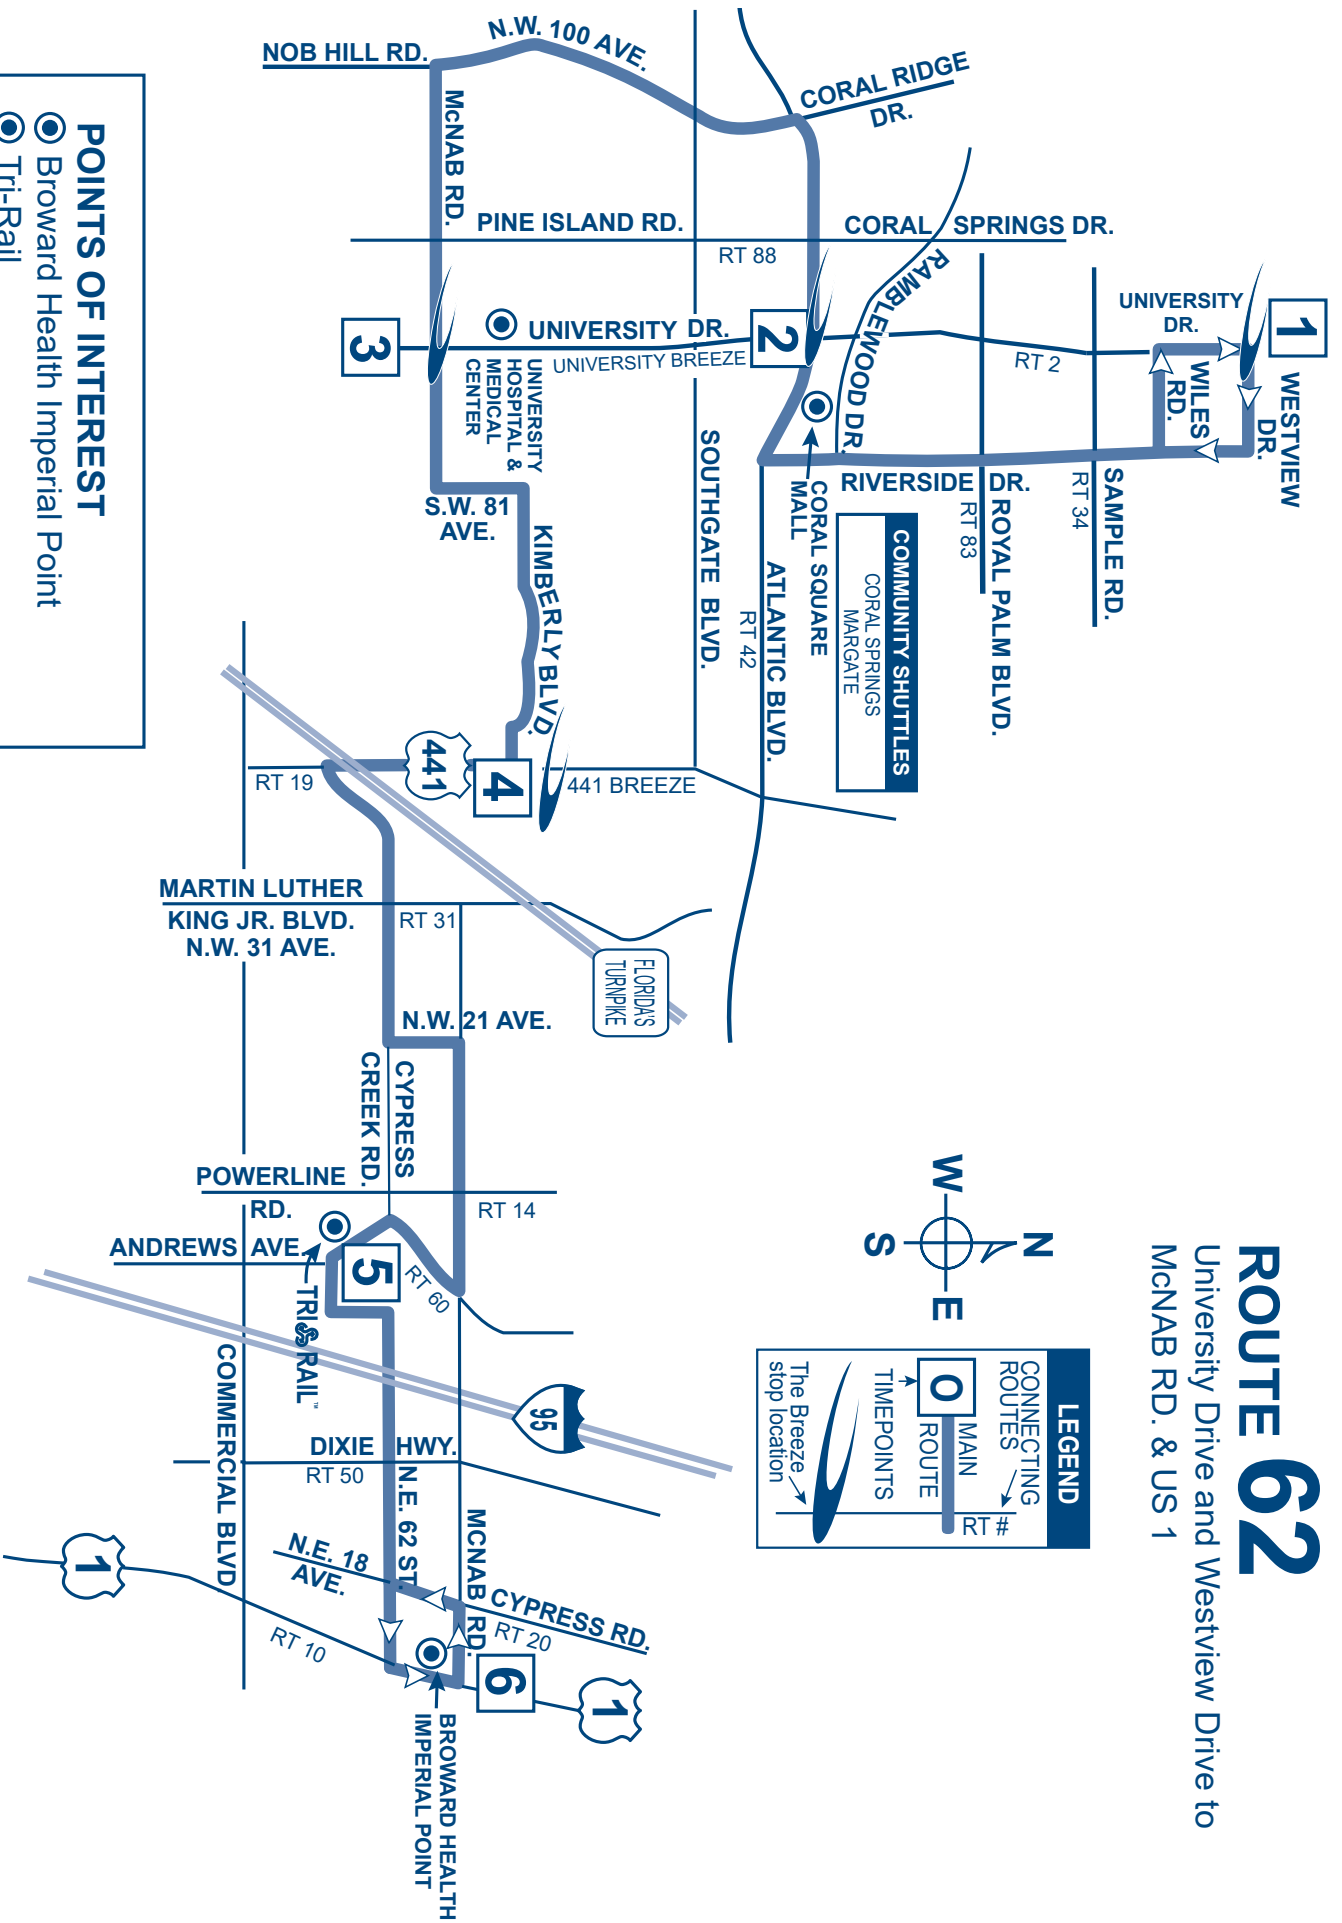 ROUTE 62
University Drive and Westview Drive to
McNAB RD. & US 1
N
W
E
S
LEGEND
CONNECTING
ROUTES
RT #
O
MAIN
ROUTE
TIMEPOINTS
The Breeze
stop location
1
WESTVIEW
DR.
UNIVERSITY
DR.
WILES
RD.
RT 2
SAMPLE RD.
RT 34
ROYAL PALM BLVD.
RT 83
CORAL RIDGE
DR.
CORAL SPRINGS DR.
RAMBLEWOOD DR.
RIVERSIDE DR.
COMMUNITY SHUTTLES
CORAL SPRINGS
MARGATE
CORAL SQUARE
MALL
2
ATLANTIC BLVD.
RT 42
N.W. 100 AVE.
NOB HILL RD.
McNAB RD.
PINE ISLAND RD.
RT 88
SOUTHGATE BLVD.
UNIVERSITY DR.
UNIVERSITY BREEZE
UNIVERSITY
HOSPITAL &
MEDICAL
CENTER
3
S.W. 81
AVE.
KIMBERLY BLVD.
441 BREEZE
4
441
RT 19
FLORIDA'S
TURNPIKE
MARTIN LUTHER
KING JR. BLVD.
N.W. 31 AVE.
RT 31
N.W. 21 AVE.
CYPRESS
CREEK RD.
POWERLINE
RD.
RT 14
ANDREWS AVE.
5
RT 60
TRI RAIL™
95
COMMERCIAL BLVD
DIXIE HWY.
RT 50
N.E. 62 ST.
MCNAB RD.
N.E. 18
AVE.
CYPRESS RD.
RT 20
RT 10
1
6
1
BROWARD HEALTH
IMPERIAL POINT
POINTS OF INTEREST
Broward Health Imperial Point
Tri-Rail